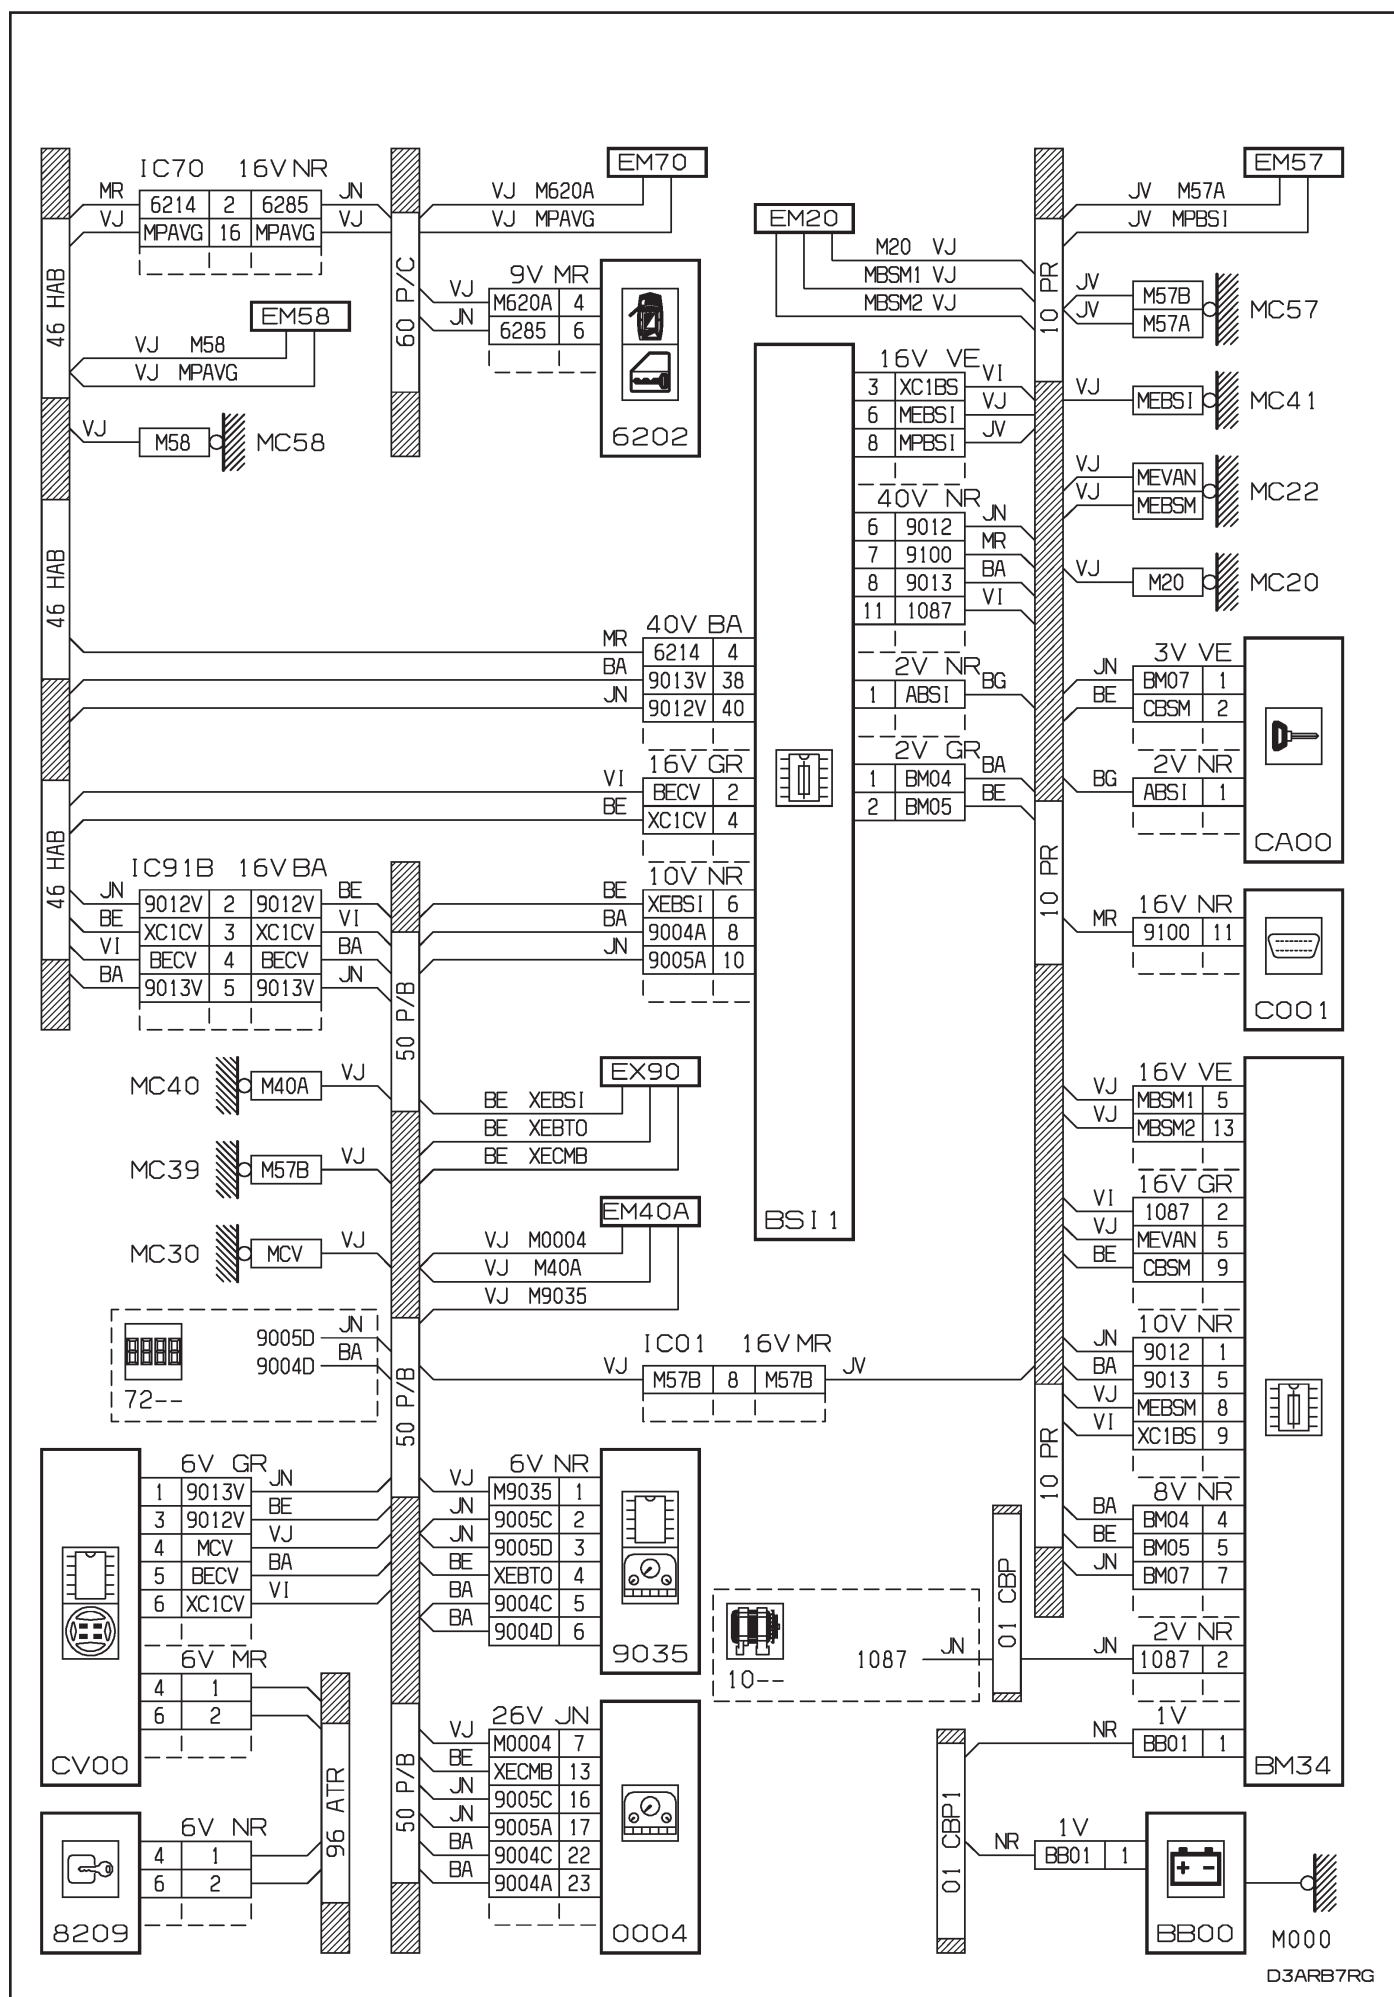 IC70 16V NR
MR 6214 2 6285 JN
VJ MPAVG 16 MPAVG VJ
46 HAB
EM58
VJ M58
VJ MPAVG
VJ M58 MC58
46 HAB
60 P/C
EM70
VJ M620A
VJ MPAVG
9V MR
VJ M620A 4
JN 6285 6
6202
EM20
M20 VJ
MBSM1 VJ
MBSM2 VJ
10 PR
EM57
JV M57A
JV MPBSI
JV M57B
JV M57A
MC57
VJ MEBSI MC41
VJ MEVAN
VJ MEBSM
MC22
VJ M20 MC20
16V VE
3 XC1BS VI
6 MEBSI VJ
8 MPBSI JV
40V NR
6 9012 JN
7 9100 MR
8 9013 BA
11 1087 VI
2V NR
1 ABSI BG
2V GR
1 BM04 BA
2 BM05 BE
40V BA
MR 6214 4
BA 9013V 38
JN 9012V 40
16V GR
VI BECV 2
BE XC1CV 4
10V NR
BE XEBSI 6
BA 9004A 8
JN 9005A 10
BSI1
3V VE
JN BM07 1
BE CBSM 2
2V NR
BG ABSI 1
CA00
10 PR
16V NR
MR 9100 11
C001
46 HAB
IC91B 16V BA
JN 9012V 2 9012V BE
BE XC1CV 3 XC1CV VI
VI BECV 4 BECV BA
BA 9013V 5 9013V JN
50 P/B
MC40 M40A VJ
MC39 M57B VJ
MC30 MCV VJ
EX90
BE XEBSI
BE XEBTO
BE XECMB
EM40A
VJ M0004
VJ M40A
VJ M9035
9005D JN
9004D BA
72--
50 P/B
IC01 16V MR
VJ M57B 8 M57B JV
16V VE
VJ MBSM1 5
VJ MBSM2 13
16V GR
VI 1087 2
VJ MEVAN 5
BE CBSM 9
10V NR
JN 9012 1
BA 9013 5
VJ MEBSM 8
VI XC1BS 9
10 PR
8V NR
BA BM04 4
BE BM05 5
JN BM07 7
2V NR
JN 1087 2
1V
NR BB01 1
BM34
6V GR
1 9013V JN
3 9012V BE
4 MCV VJ
5 BECV BA
6 XC1CV VI
6V MR
4 1
6 2
CV00
6V NR
VJ M9035 1
JN 9005C 2
JN 9005D 3
BE XEBTO 4
BA 9004C 5
BA 9004D 6
9035
1087 JN
10--
01 CBP
96 ATR
6V NR
4 1
6 2
8209
50 P/B
26V JN
VJ M0004 7
BE XECMB 13
JN 9005C 16
JN 9005A 17
BA 9004C 22
BA 9004A 23
0004
01 CBP1
1V
NR BB01 1
+ -
BB00
M000
D3ARB7RG